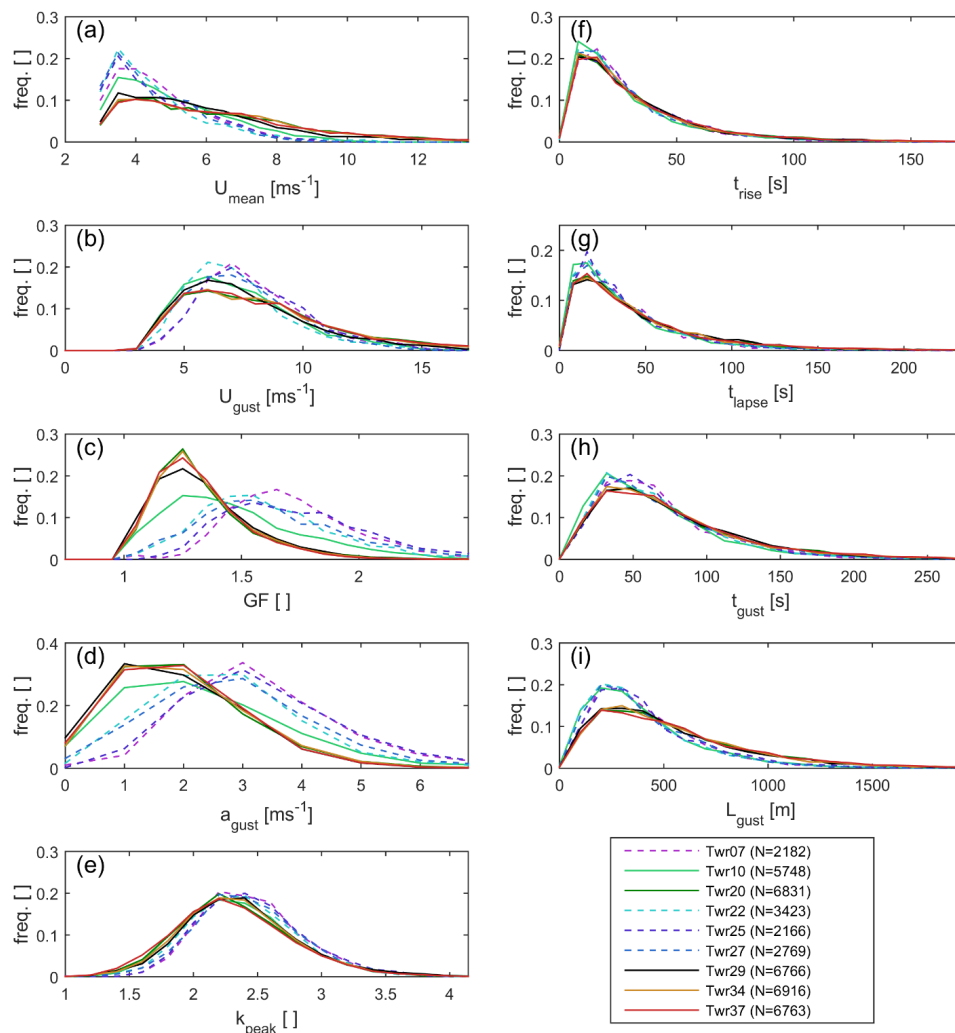 (a)
freq. [ ]
0.3
0.2
0.1
0
2 4 6 8 10 12
U_mean [ms⁻¹]
(f)
freq. [ ]
0.3
0.2
0.1
0
0 50 100 150
t_rise [s]
(b)
freq. [ ]
0.3
0.2
0.1
0
0 5 10 15
U_gust [ms⁻¹]
(g)
freq. [ ]
0.3
0.2
0.1
0
0 50 100 150 200
t_lapse [s]
(c)
freq. [ ]
0.3
0.2
0.1
0
1 1.5 2
GF [ ]
(h)
freq. [ ]
0.3
0.2
0.1
0
0 50 100 150 200 250
t_gust [s]
(d)
freq. [ ]
0.4
0.3
0.2
0.1
0
0 1 2 3 4 5 6
a_gust [ms⁻¹]
(i)
freq. [ ]
0.3
0.2
0.1
0
0 500 1000 1500
L_gust [m]
(e)
freq. [ ]
0.3
0.2
0.1
0
1 1.5 2 2.5 3 3.5 4
k_peak [ ]
Twr07 (N=2182)
Twr10 (N=5748)
Twr20 (N=6831)
Twr22 (N=3423)
Twr25 (N=2166)
Twr27 (N=2769)
Twr29 (N=6766)
Twr34 (N=6916)
Twr37 (N=6763)